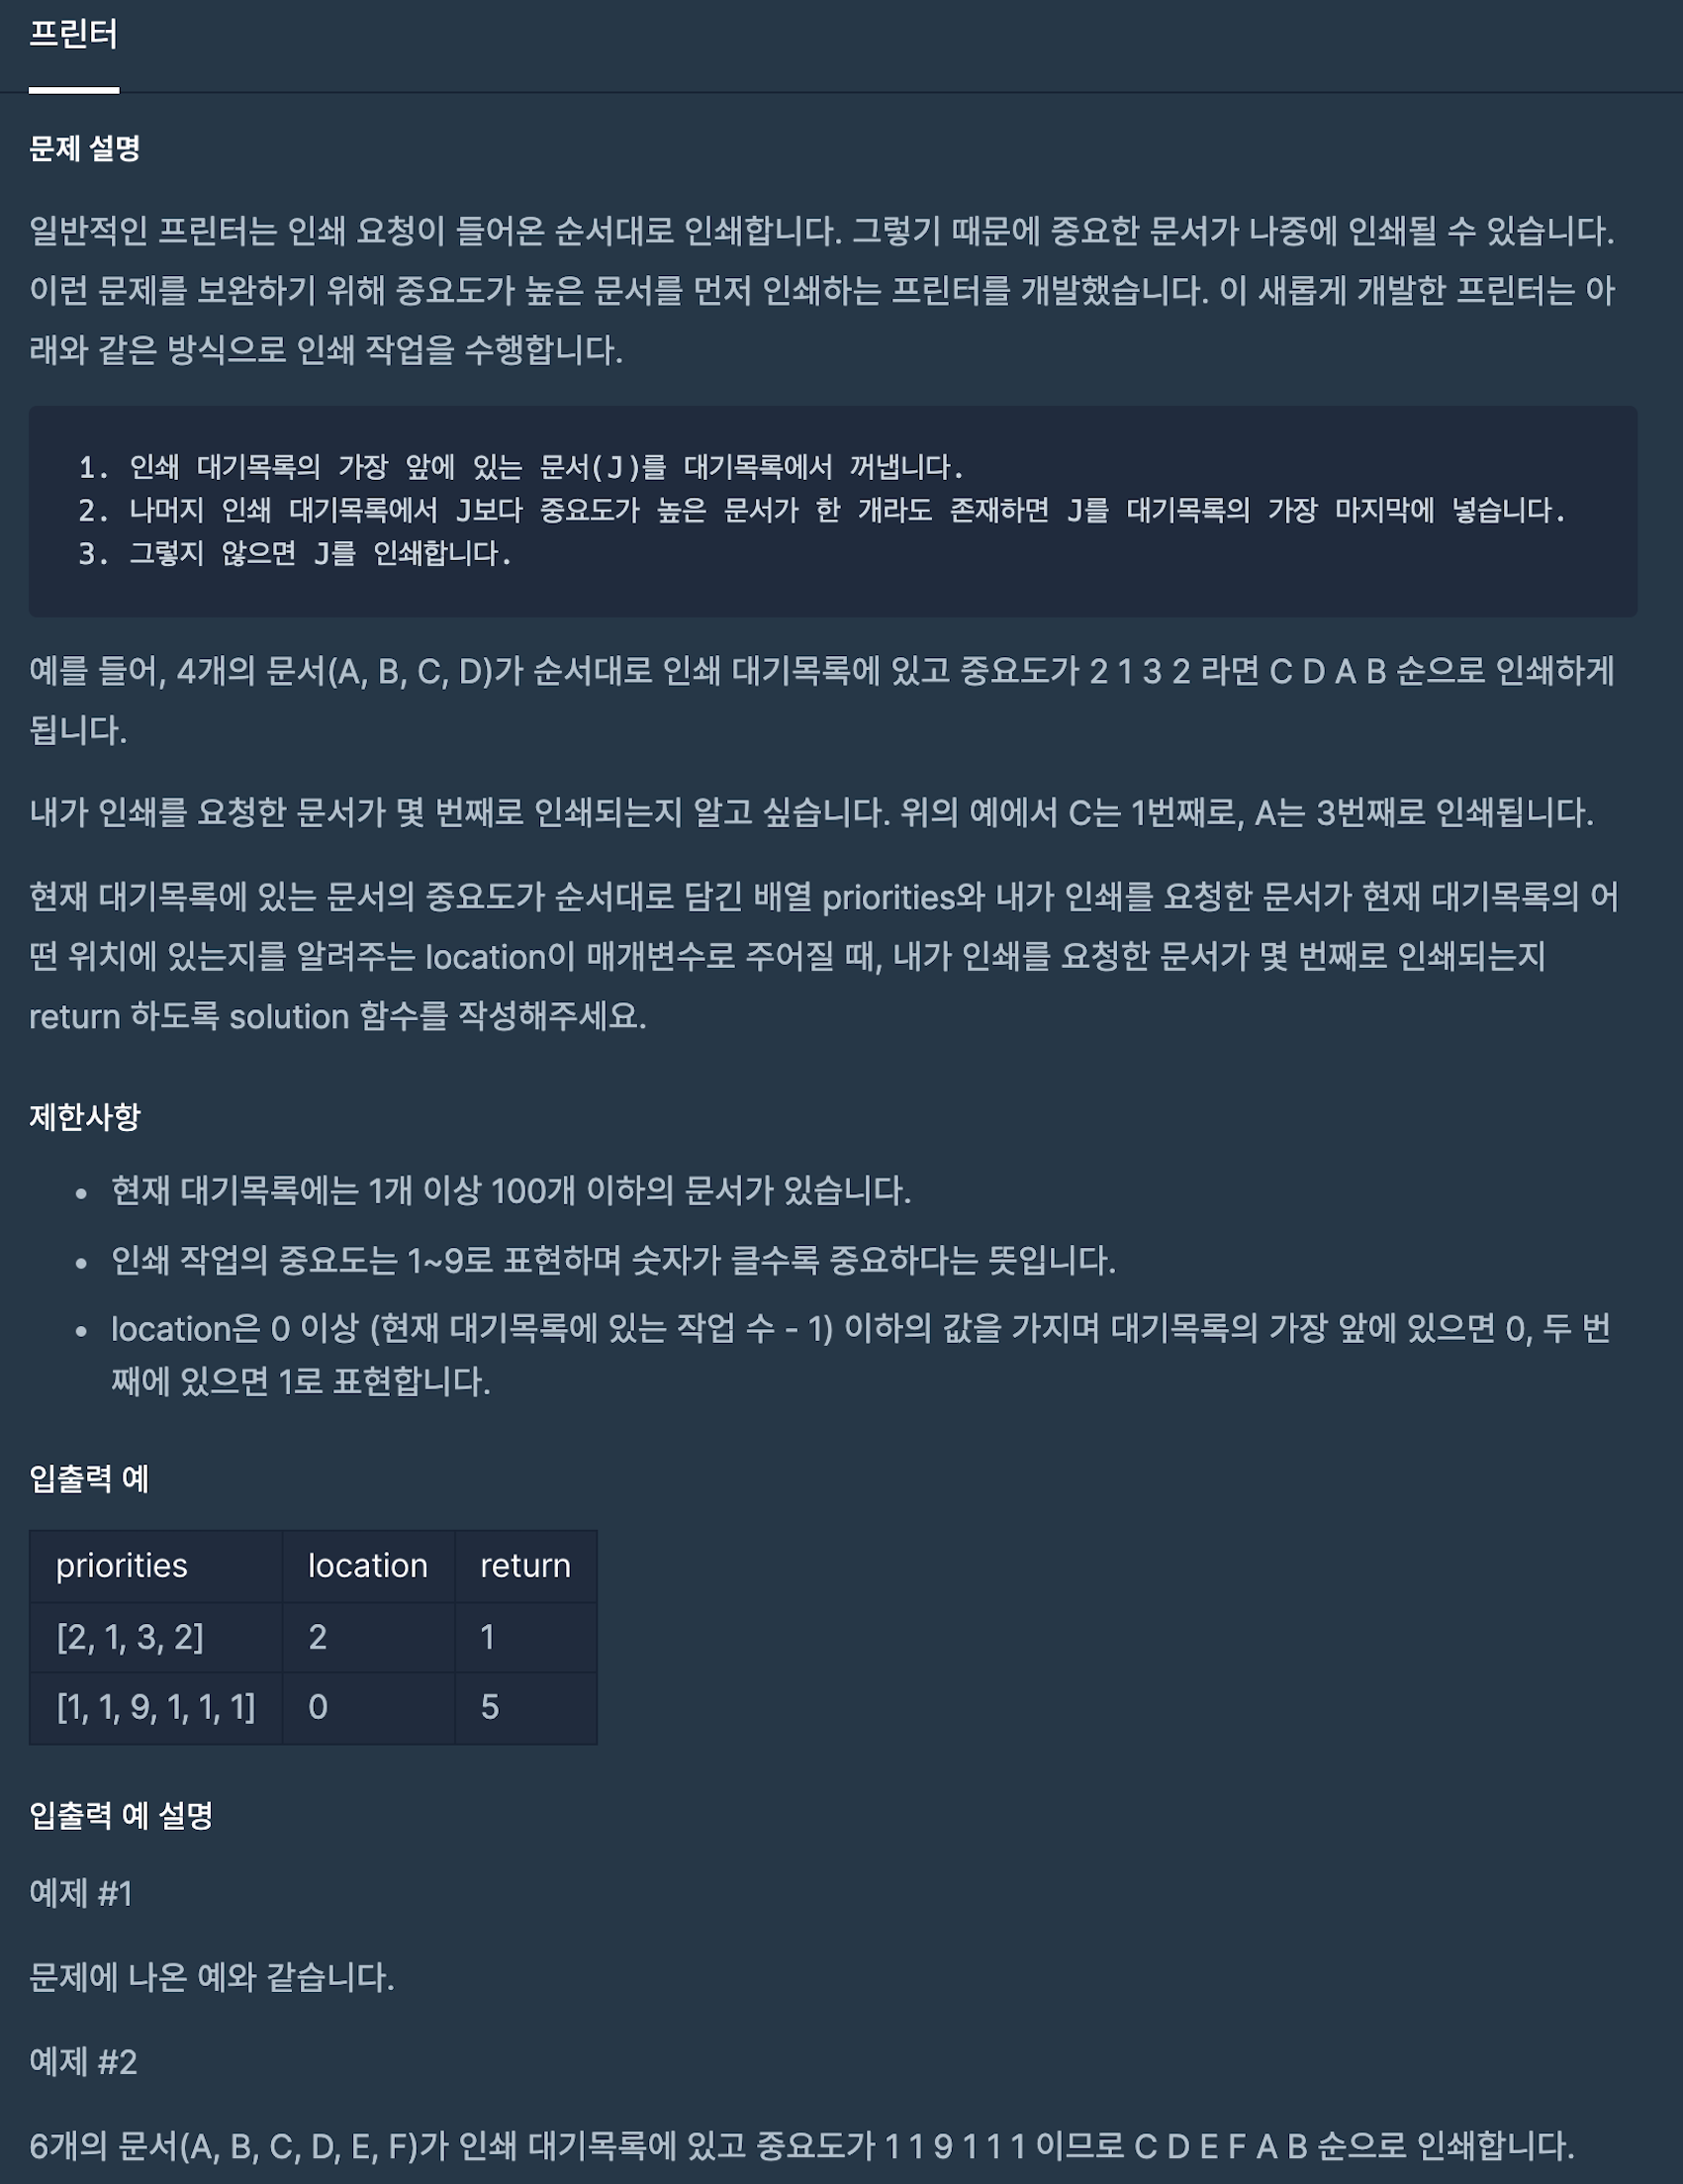 프린터
문제 설명
일반적인 프린터는 인쇄 요청이 들어온 순서대로 인쇄합니다. 그렇기 때문에 중요한 문서가 나중에 인쇄될 수 있습니다.
이런 문제를 보완하기 위해 중요도가 높은 문서를 먼저 인쇄하는 프린터를 개발했습니다. 이 새롭게 개발한 프린터는 아
래와 같은 방식으로 인쇄 작업을 수행합니다.
1. 인쇄 대기목록의 가장 앞에 있는 문서(J)를 대기목록에서 꺼냅니다.
2. 나머지 인쇄 대기목록에서 J보다 중요도가 높은 문서가 한 개라도 존재하면 J를 대기목록의 가장 마지막에 넣습니다.
3. 그렇지 않으면 J를 인쇄합니다.
예를 들어, 4개의 문서(A, B, C, D)가 순서대로 인쇄 대기목록에 있고 중요도가 2 1 3 2 라면 C D A B 순으로 인쇄하게
됩니다.
내가 인쇄를 요청한 문서가 몇 번째로 인쇄되는지 알고 싶습니다. 위의 예에서 C는 1번째로, A는 3번째로 인쇄됩니다.
현재 대기목록에 있는 문서의 중요도가 순서대로 담긴 배열 priorities와 내가 인쇄를 요청한 문서가 현재 대기목록의 어
떤 위치에 있는지를 알려주는 location이 매개변수로 주어질 때, 내가 인쇄를 요청한 문서가 몇 번째로 인쇄되는지
return 하도록 solution 함수를 작성해주세요.
제한사항
• 현재 대기목록에는 1개 이상 100개 이하의 문서가 있습니다.
• 인쇄 작업의 중요도는 1~9로 표현하며 숫자가 클수록 중요하다는 뜻입니다.
• location은 0 이상 (현재 대기목록에 있는 작업 수 - 1) 이하의 값을 가지며 대기목록의 가장 앞에 있으면 0, 두 번
째에 있으면 1로 표현합니다.
입출력 예
priorities location return
[2, 1, 3, 2] 2 1
[1, 1, 9, 1, 1, 1] 0 5
입출력 예 설명
예제 #1
문제에 나온 예와 같습니다.
예제 #2
6개의 문서(A, B, C, D, E, F)가 인쇄 대기목록에 있고 중요도가 1 1 9 1 1 1 이므로 C D E F A B 순으로 인쇄합니다.